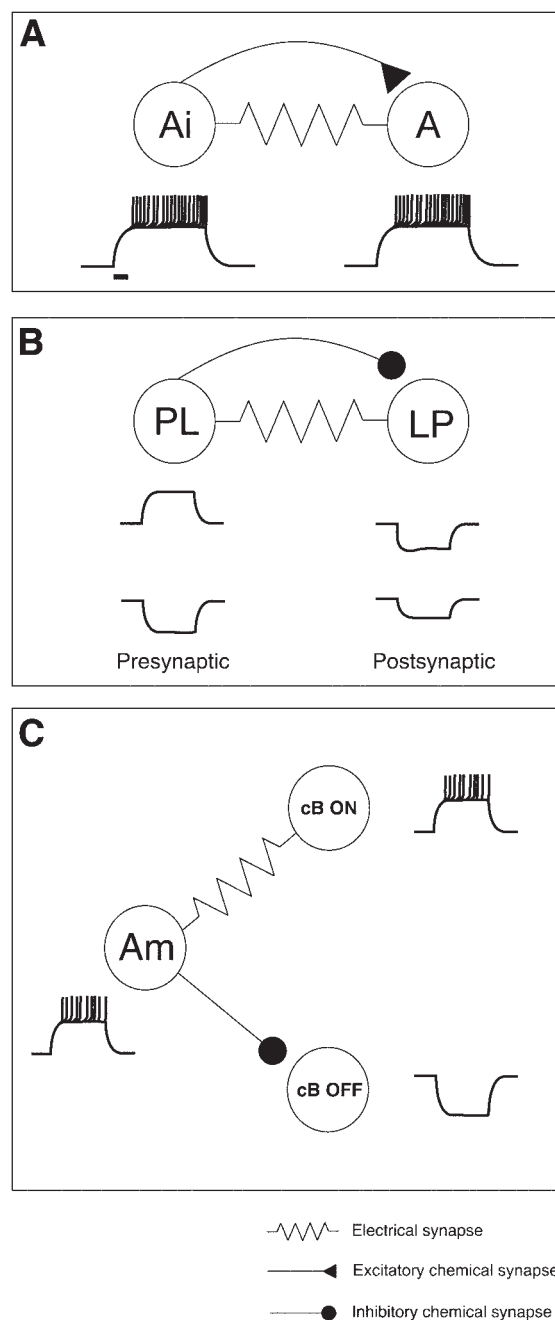 A
Ai
A
B
PL
LP
Presynaptic
Postsynaptic
C
cB ON
Am
cB OFF
Electrical synapse
Excitatory chemical synapse
Inhibitory chemical synapse